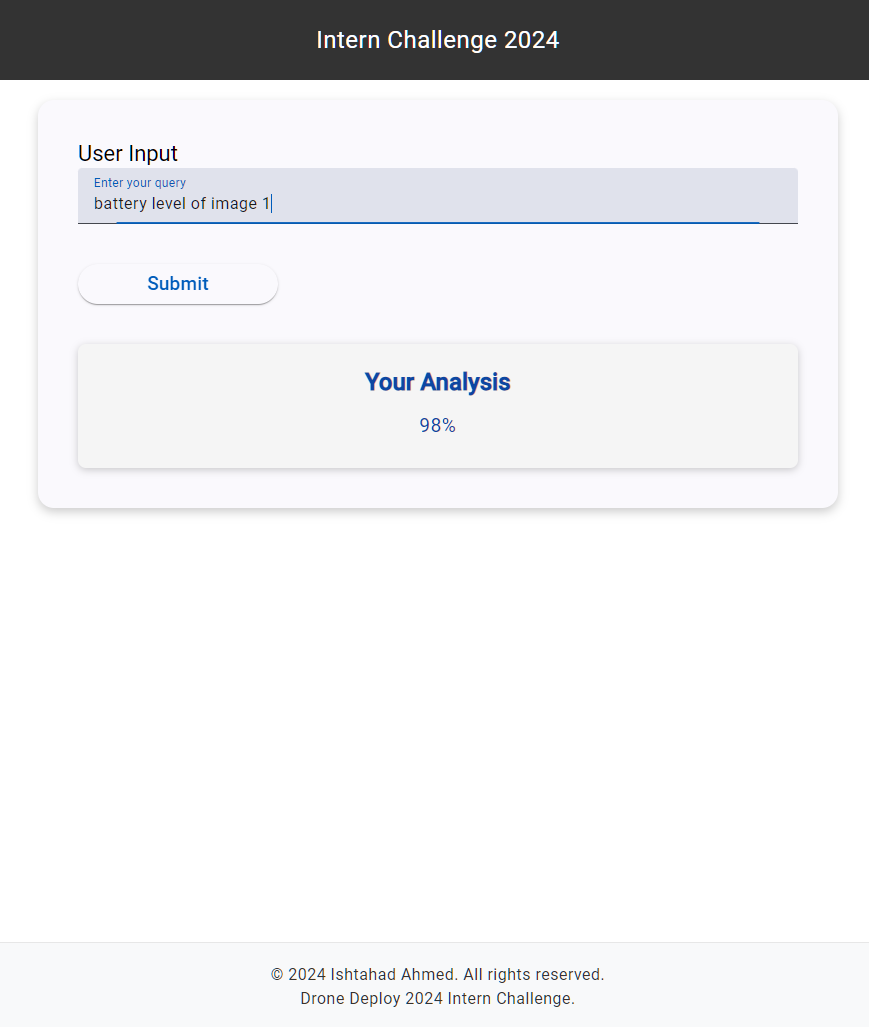 Intern Challenge 2024
User Input
Enter your query
battery level of image 1
Submit
Your Analysis
98%
© 2024 Ishtahad Ahmed. All rights reserved.
Drone Deploy 2024 Intern Challenge.